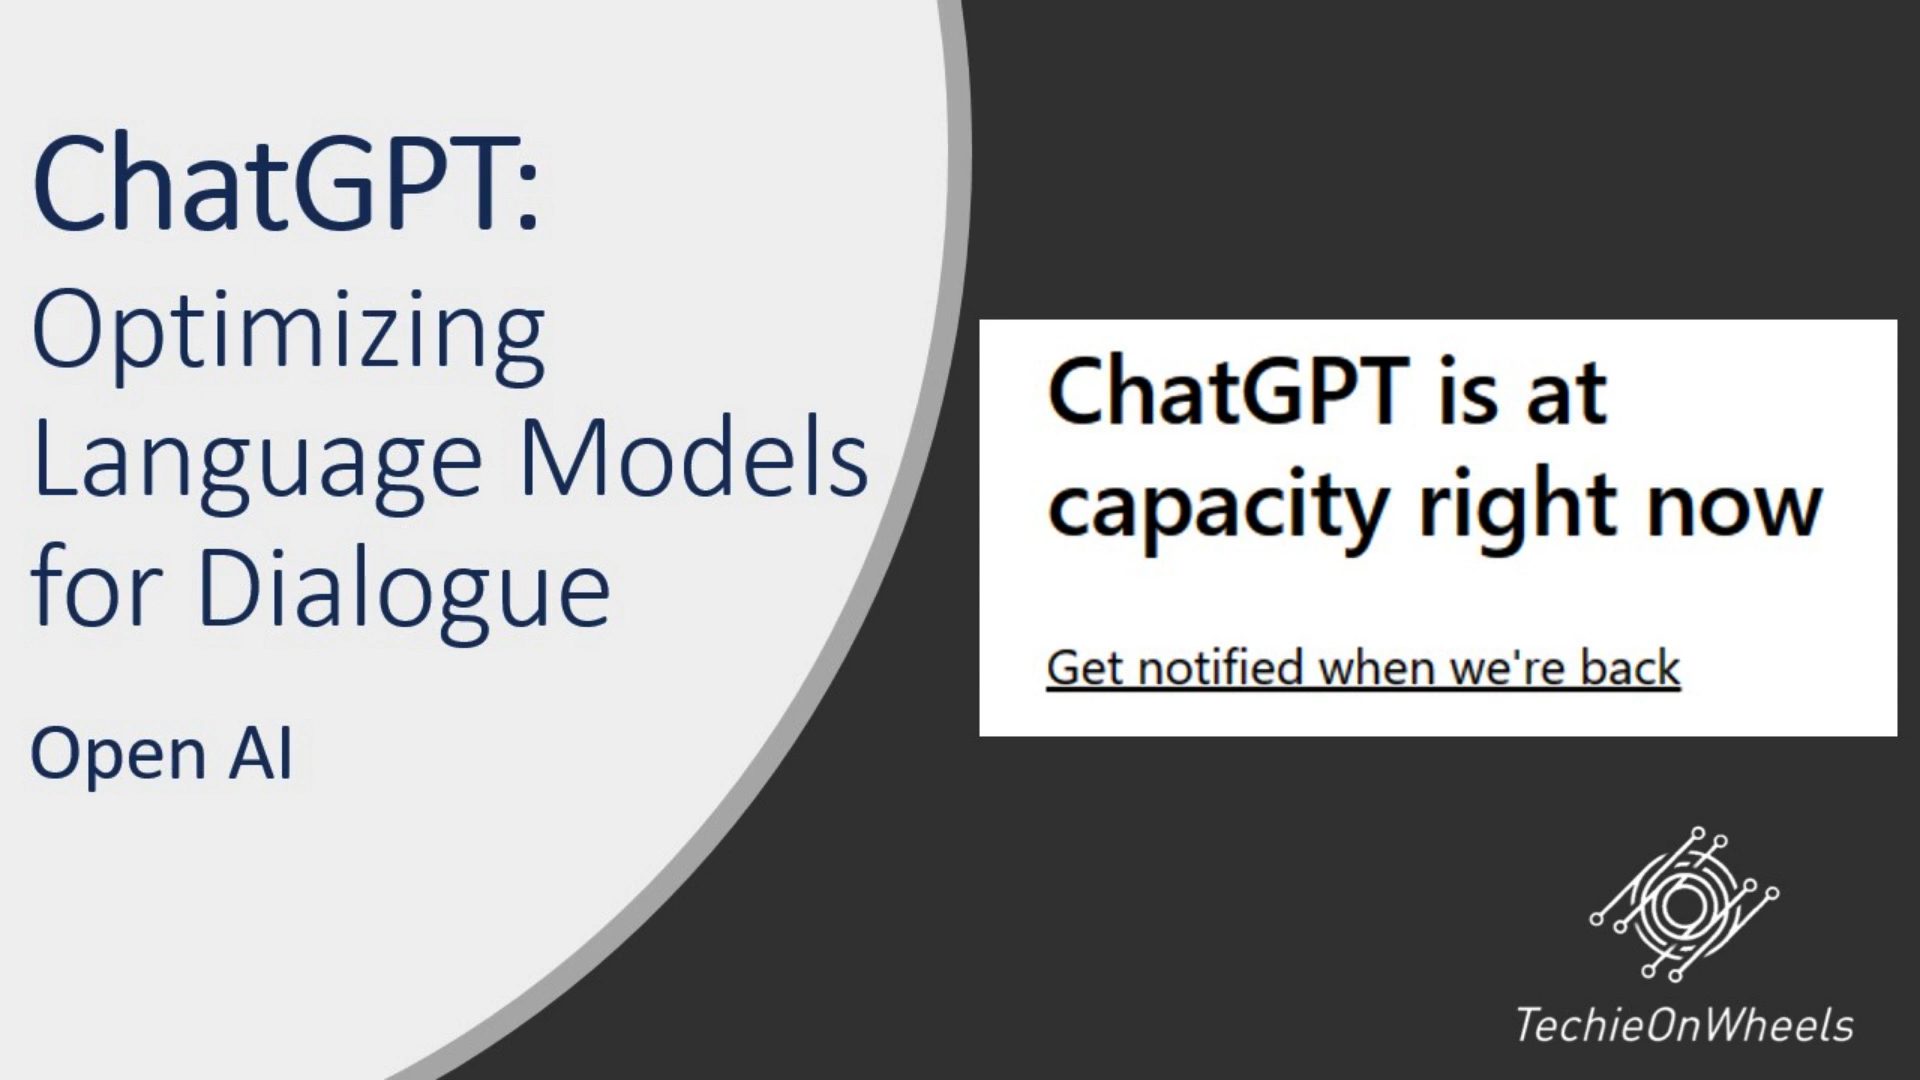 ChatGPT:
Optimizing
Language Models
for Dialogue
Open AI
ChatGPT is at
capacity right now
Get notified when we're back
TechieOnWheels